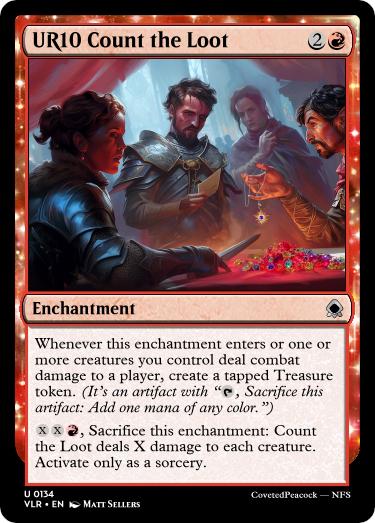 UR10 Count the Loot 2
Enchantment
Whenever this enchantment enters or one or
more creatures you control deal combat
damage to a player, create a tapped Treasure
token. (It's an artifact with “, Sacrifice this
artifact: Add one mana of any color.”)
X X , Sacrifice this enchantment: Count
the Loot deals X damage to each creature.
Activate only as a sorcery.
U 0134
VLR • EN Matt Sellers
CovetedPeacock — NFS